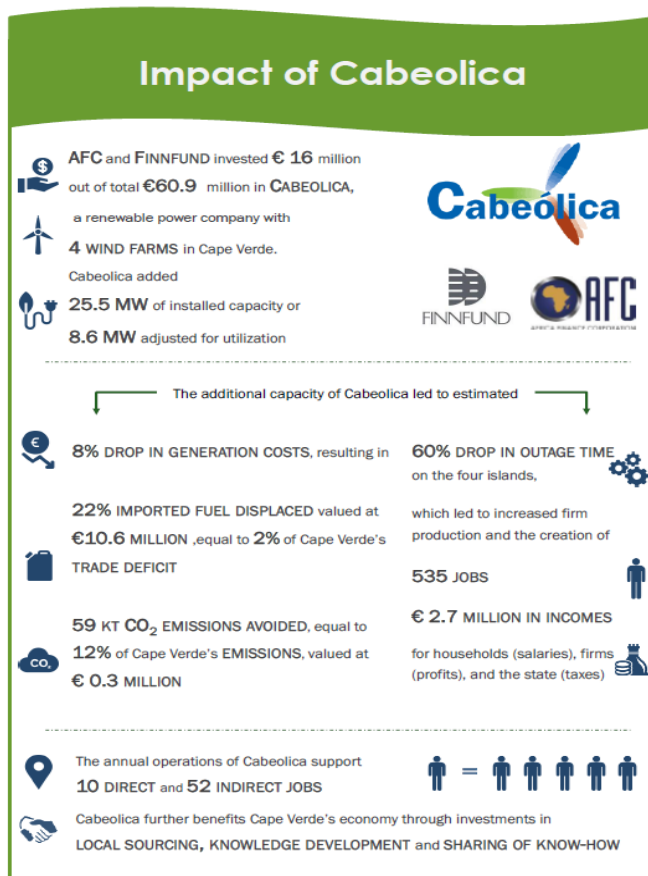 Impact of Cabeolica
AFC and FINNFUND invested € 16 million
out of total €60.9 million in CABEOLICA,
a renewable power company with
4 WIND FARMS in Cape Verde.
Cabeolica added
25.5 MW of installed capacity or
8.6 MW adjusted for utilization
Cabeólica
FINNFUND
AFC
AFRICA FINANCE CORPORATION
The additional capacity of Cabeolica led to estimated
8% DROP IN GENERATION COSTS, resulting in
22% IMPORTED FUEL DISPLACED valued at
€10.6 MILLION ,equal to 2% of Cape Verde's
TRADE DEFICIT
59 KT CO₂ EMISSIONS AVOIDED, equal to
12% of Cape Verde's EMISSIONS, valued at
€ 0.3 MILLION
CO₂
60% DROP IN OUTAGE TIME
on the four islands,
which led to increased firm
production and the creation of
535 JOBS
€ 2.7 MILLION IN INCOMES
for households (salaries), firms
(profits), and the state (taxes)
The annual operations of Cabeolica support
10 DIRECT and 52 INDIRECT JOBS
=
Cabeolica further benefits Cape Verde's economy through investments in
LOCAL SOURCING, KNOWLEDGE DEVELOPMENT and SHARING OF KNOW-HOW